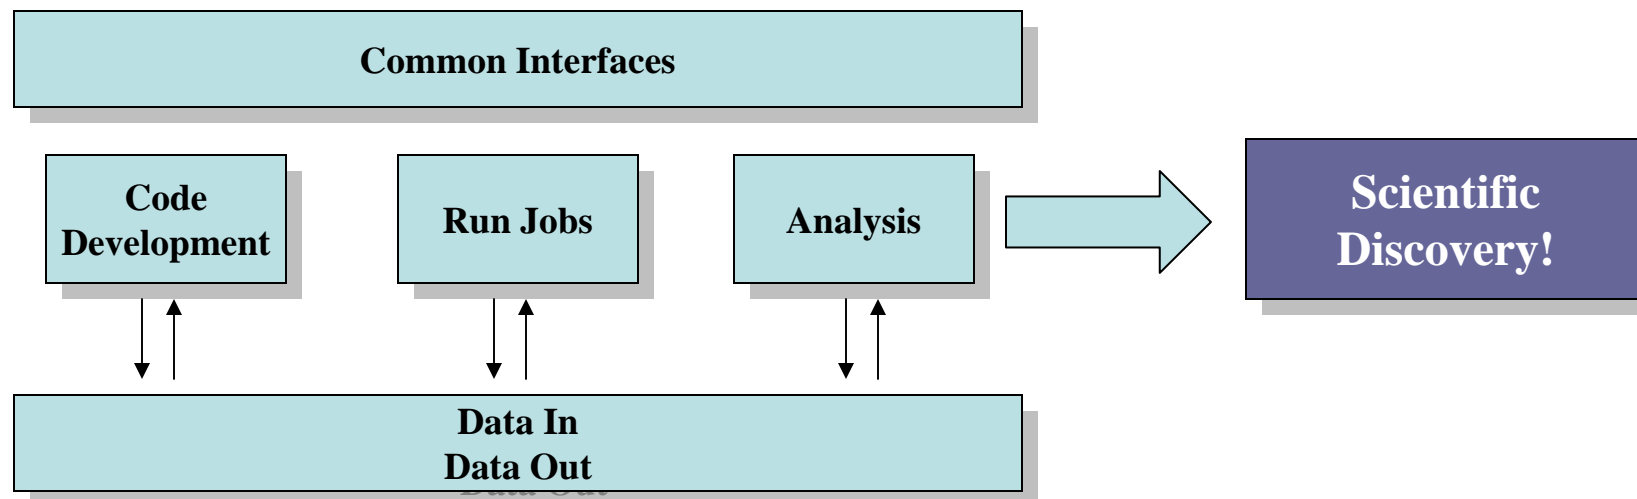 Common Interfaces
Code
Development
Run Jobs
Analysis
Scientific
Discovery!
Data In
Data Out